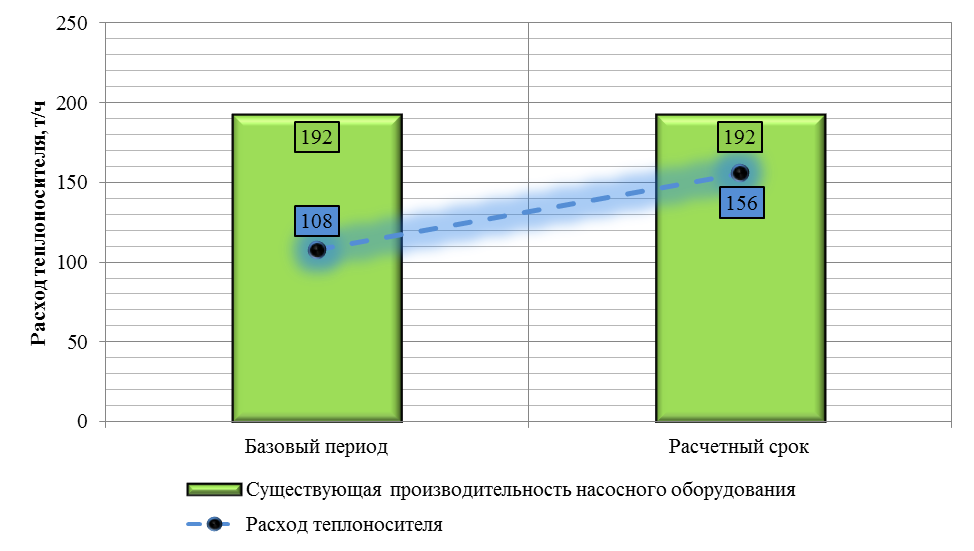 Расход теплоносителя, т/ч
250
200
150
100
50
0
192
108
192
156
Базовый период
Расчетный срок
Существующая производительность насосного оборудования
Расход теплоносителя